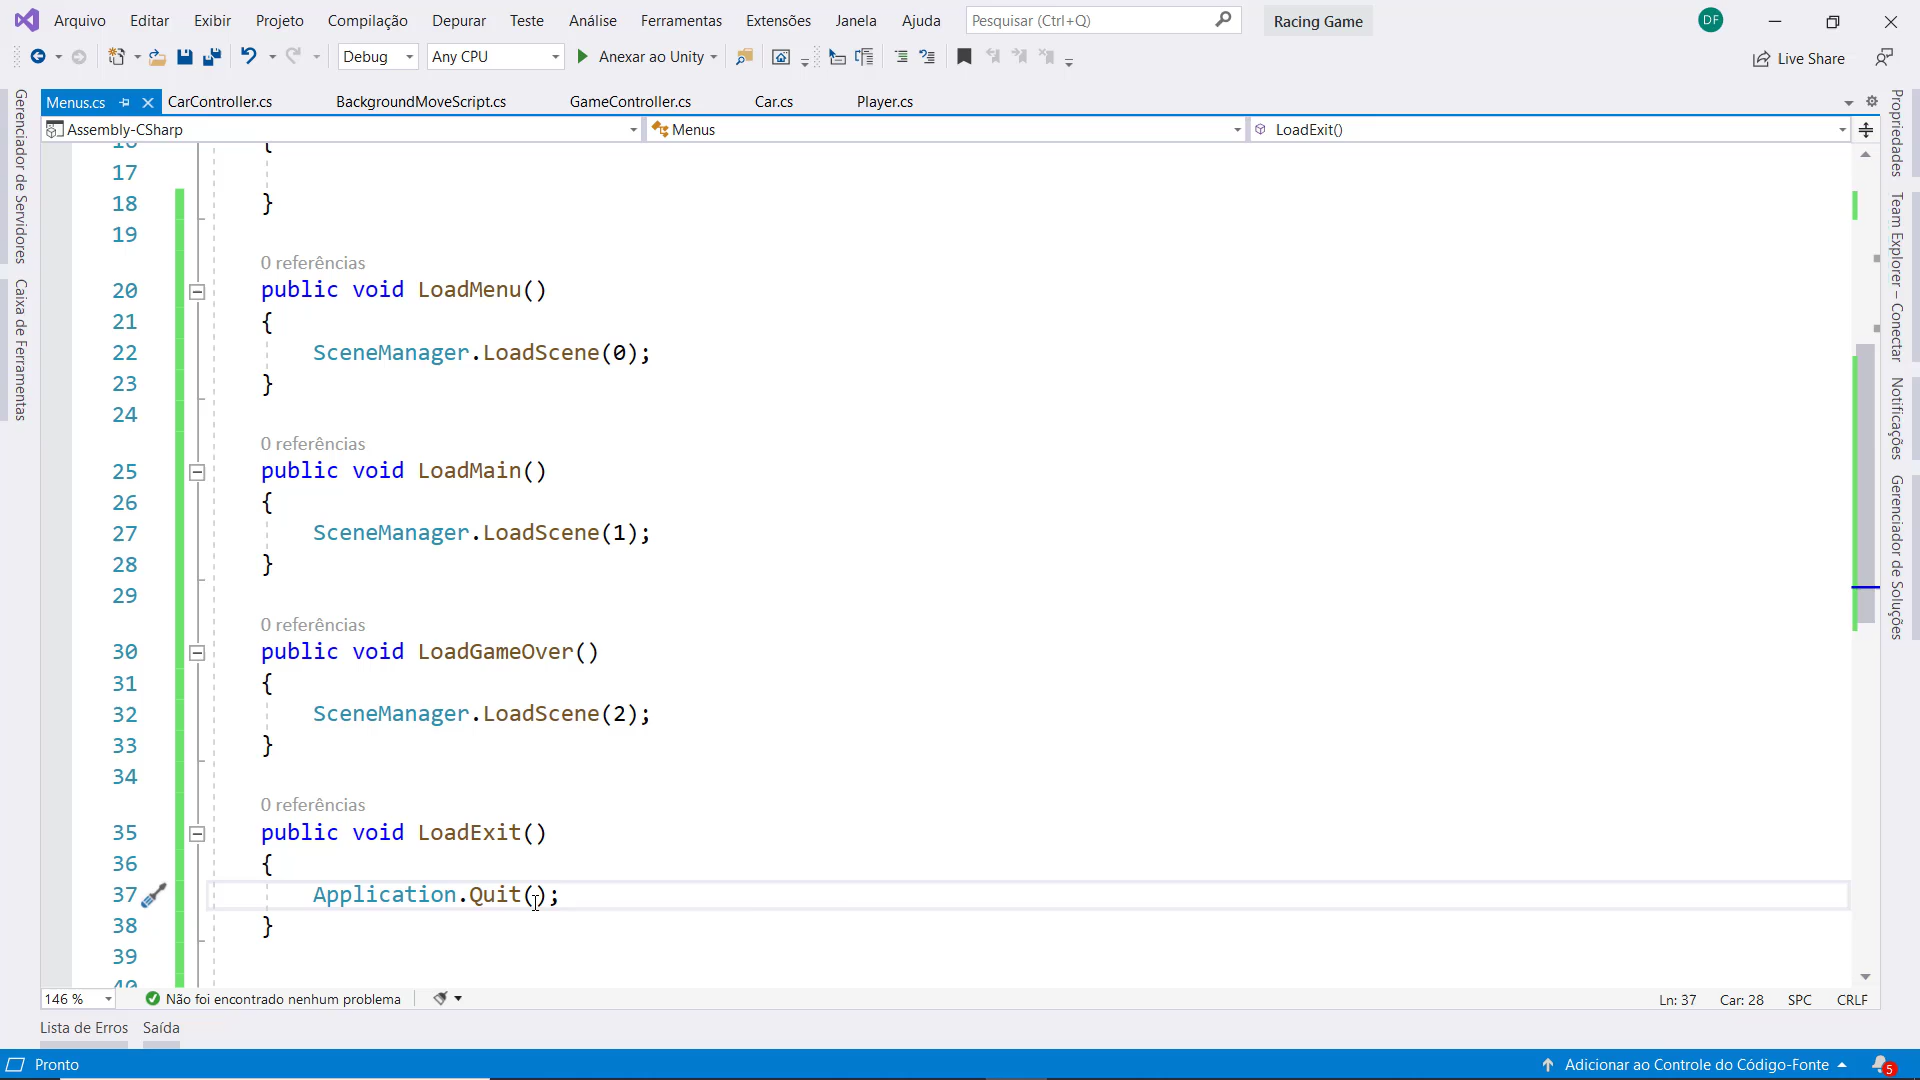 Arquivo Editar Exibir Projeto Compilação Depurar Teste Análise Ferramentas Extensões Janela Ajuda Pesquisar (Ctrl+Q) Racing Game DF
Debug Any CPU Anexar ao Unity Live Share
Menus.cs CarController.cs BackgroundMoveScript.cs GameController.cs Car.cs Player.cs
Assembly-CSharp Menus LoadExit()
Gerenciador de Servidores
Caixa de Ferramentas
Propriedades
Team Explorer – Conectar
Notificações
Gerenciador de Soluções
16 {
17
18 }
19
0 referências
20 public void LoadMenu()
21 {
22 SceneManager.LoadScene(0);
23 }
24
0 referências
25 public void LoadMain()
26 {
27 SceneManager.LoadScene(1);
28 }
29
0 referências
30 public void LoadGameOver()
31 {
32 SceneManager.LoadScene(2);
33 }
34
0 referências
35 public void LoadExit()
36 {
37 Application.Quit();
38 }
39
40
146 % Não foi encontrado nenhum problema Ln: 37 Car: 28 SPC CRLF
Lista de Erros Saída
Pronto Adicionar ao Controle do Código-Fonte 5